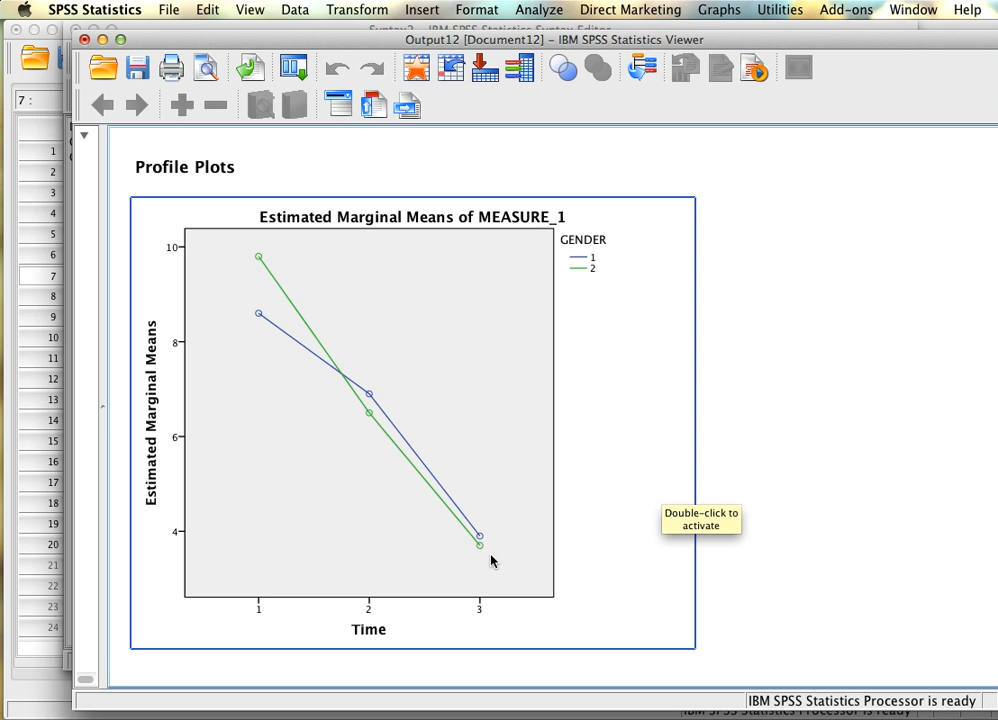 SPSS Statistics File Edit View Data Transform Insert Format Analyze Direct Marketing Graphs Utilities Add-ons Window Help
Output12 [Document12] – IBM SPSS Statistics Viewer
7 :
1
2
3
4
5
6
7
8
9
10
11
12
13
14
15
16
17
18
19
20
21
22
23
24
Profile Plots
Estimated Marginal Means of MEASURE_1
GENDER
1
2
Estimated Marginal Means
10
8
6
4
1 2 3
Time
Double-click to
activate
IBM SPSS Statistics Processor is ready